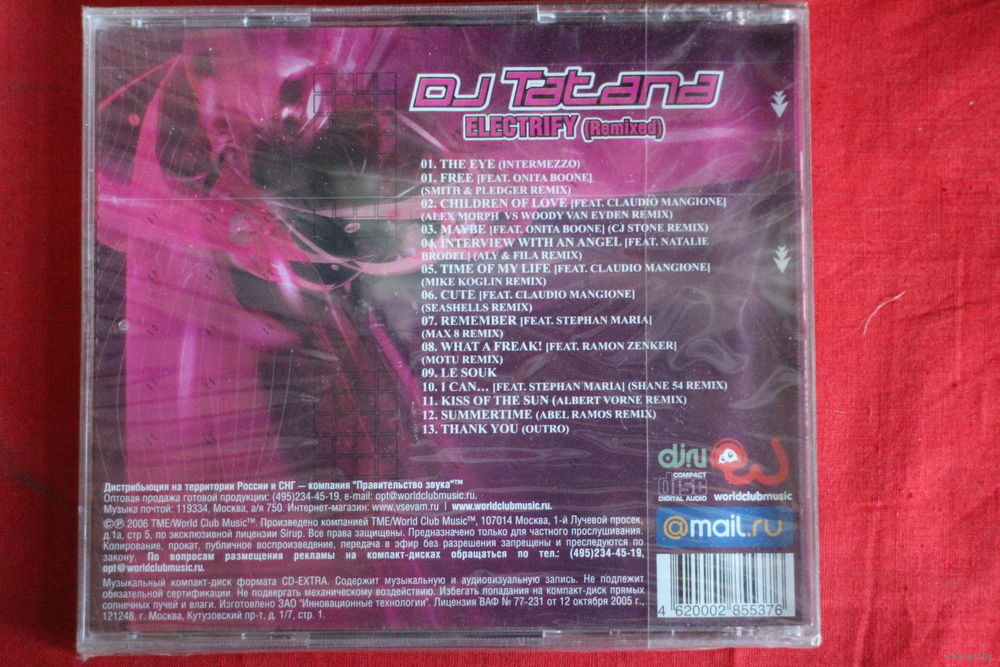 DJ Tatana
ELECTRIFY (Remixed)
01. THE EYE (INTERMEZZO)
01. FREE [FEAT. ONITA BOONE]
(SMITH & PLEDGER REMIX)
02. CHILDREN OF LOVE [FEAT. CLAUDIO MANGIONE]
(ALEX MORPH VS WOODY VAN EYDEN REMIX)
03. MAYBE [FEAT. ONITA BOONE] (CJ STONE REMIX)
04. INTERVIEW WITH AN ANGEL [FEAT. NATALIE
BRODEL] (ALY & FILA REMIX)
05. TIME OF MY LIFE [FEAT. CLAUDIO MANGIONE]
(MIKE KOGLIN REMIX)
06. CUTE [FEAT. CLAUDIO MANGIONE]
(SEASHELLS REMIX)
07. REMEMBER [FEAT. STEPHAN MARIA]
(MAX 8 REMIX)
08. WHAT A FREAK! [FEAT. RAMON ZENKER]
(MOTU REMIX)
09. LE SOUK
10. I CAN... [FEAT. STEPHAN MARIA] (SHANE 54 REMIX)
11. KISS OF THE SUN (ALBERT VORNE REMIX)
12. SUMMERTIME (ABEL RAMOS REMIX)
13. THANK YOU (OUTRO)
dj.ru
COMPACT
disc
DIGITAL AUDIO
worldclubmusic
@mail.ru
Дистрибьюция на территории России и СНГ — компания "Правительство звука"™
Оптовая продажа готовой продукции: (495)234-45-19, e-mail: opt@worldclubmusic.ru.
Музыка почтой: 119334, Москва, а/я 750. Интернет-магазин: www.vsevam.ru | www.worldclubmusic.ru.
©℗ 2006 TME/World Club Music™. Произведено компанией TME/World Club Music™, 107014 Москва, 1-й Лучевой просек,
д.1а, стр 5, по эксклюзивной лицензии Sirup. Все права защищены. Предназначено только для частного прослушивания.
Копирование, прокат, публичное воспроизведение, передача в эфир без разрешения запрещены и преследуются по
закону. По вопросам размещения рекламы на компакт-дисках обращаться по тел.: (495)234-45-19,
opt@worldclubmusic.ru.
Музыкальный компакт-диск формата CD-EXTRA. Содержит музыкальную и аудиовизуальную запись. Не подлежит
обязательной сертификации. Не подвергать механическому воздействию. Избегать попадания на компакт-диск прямых
солнечных лучей и влаги. Изготовлено ЗАО "Инновационные технологии". Лицензия ВАФ № 77-231 от 12 октября 2005 г.,
121248, г. Москва, Кутузовский пр-т, д. 1/7, стр. 1.
4 620002 855376